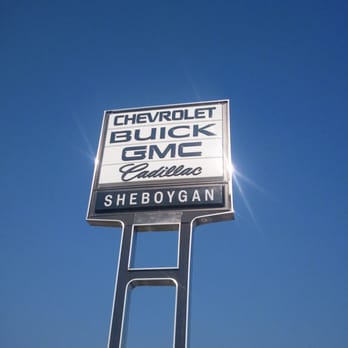 CHEVROLET
BUICK
GMC
Cadillac
SHEBOYGAN